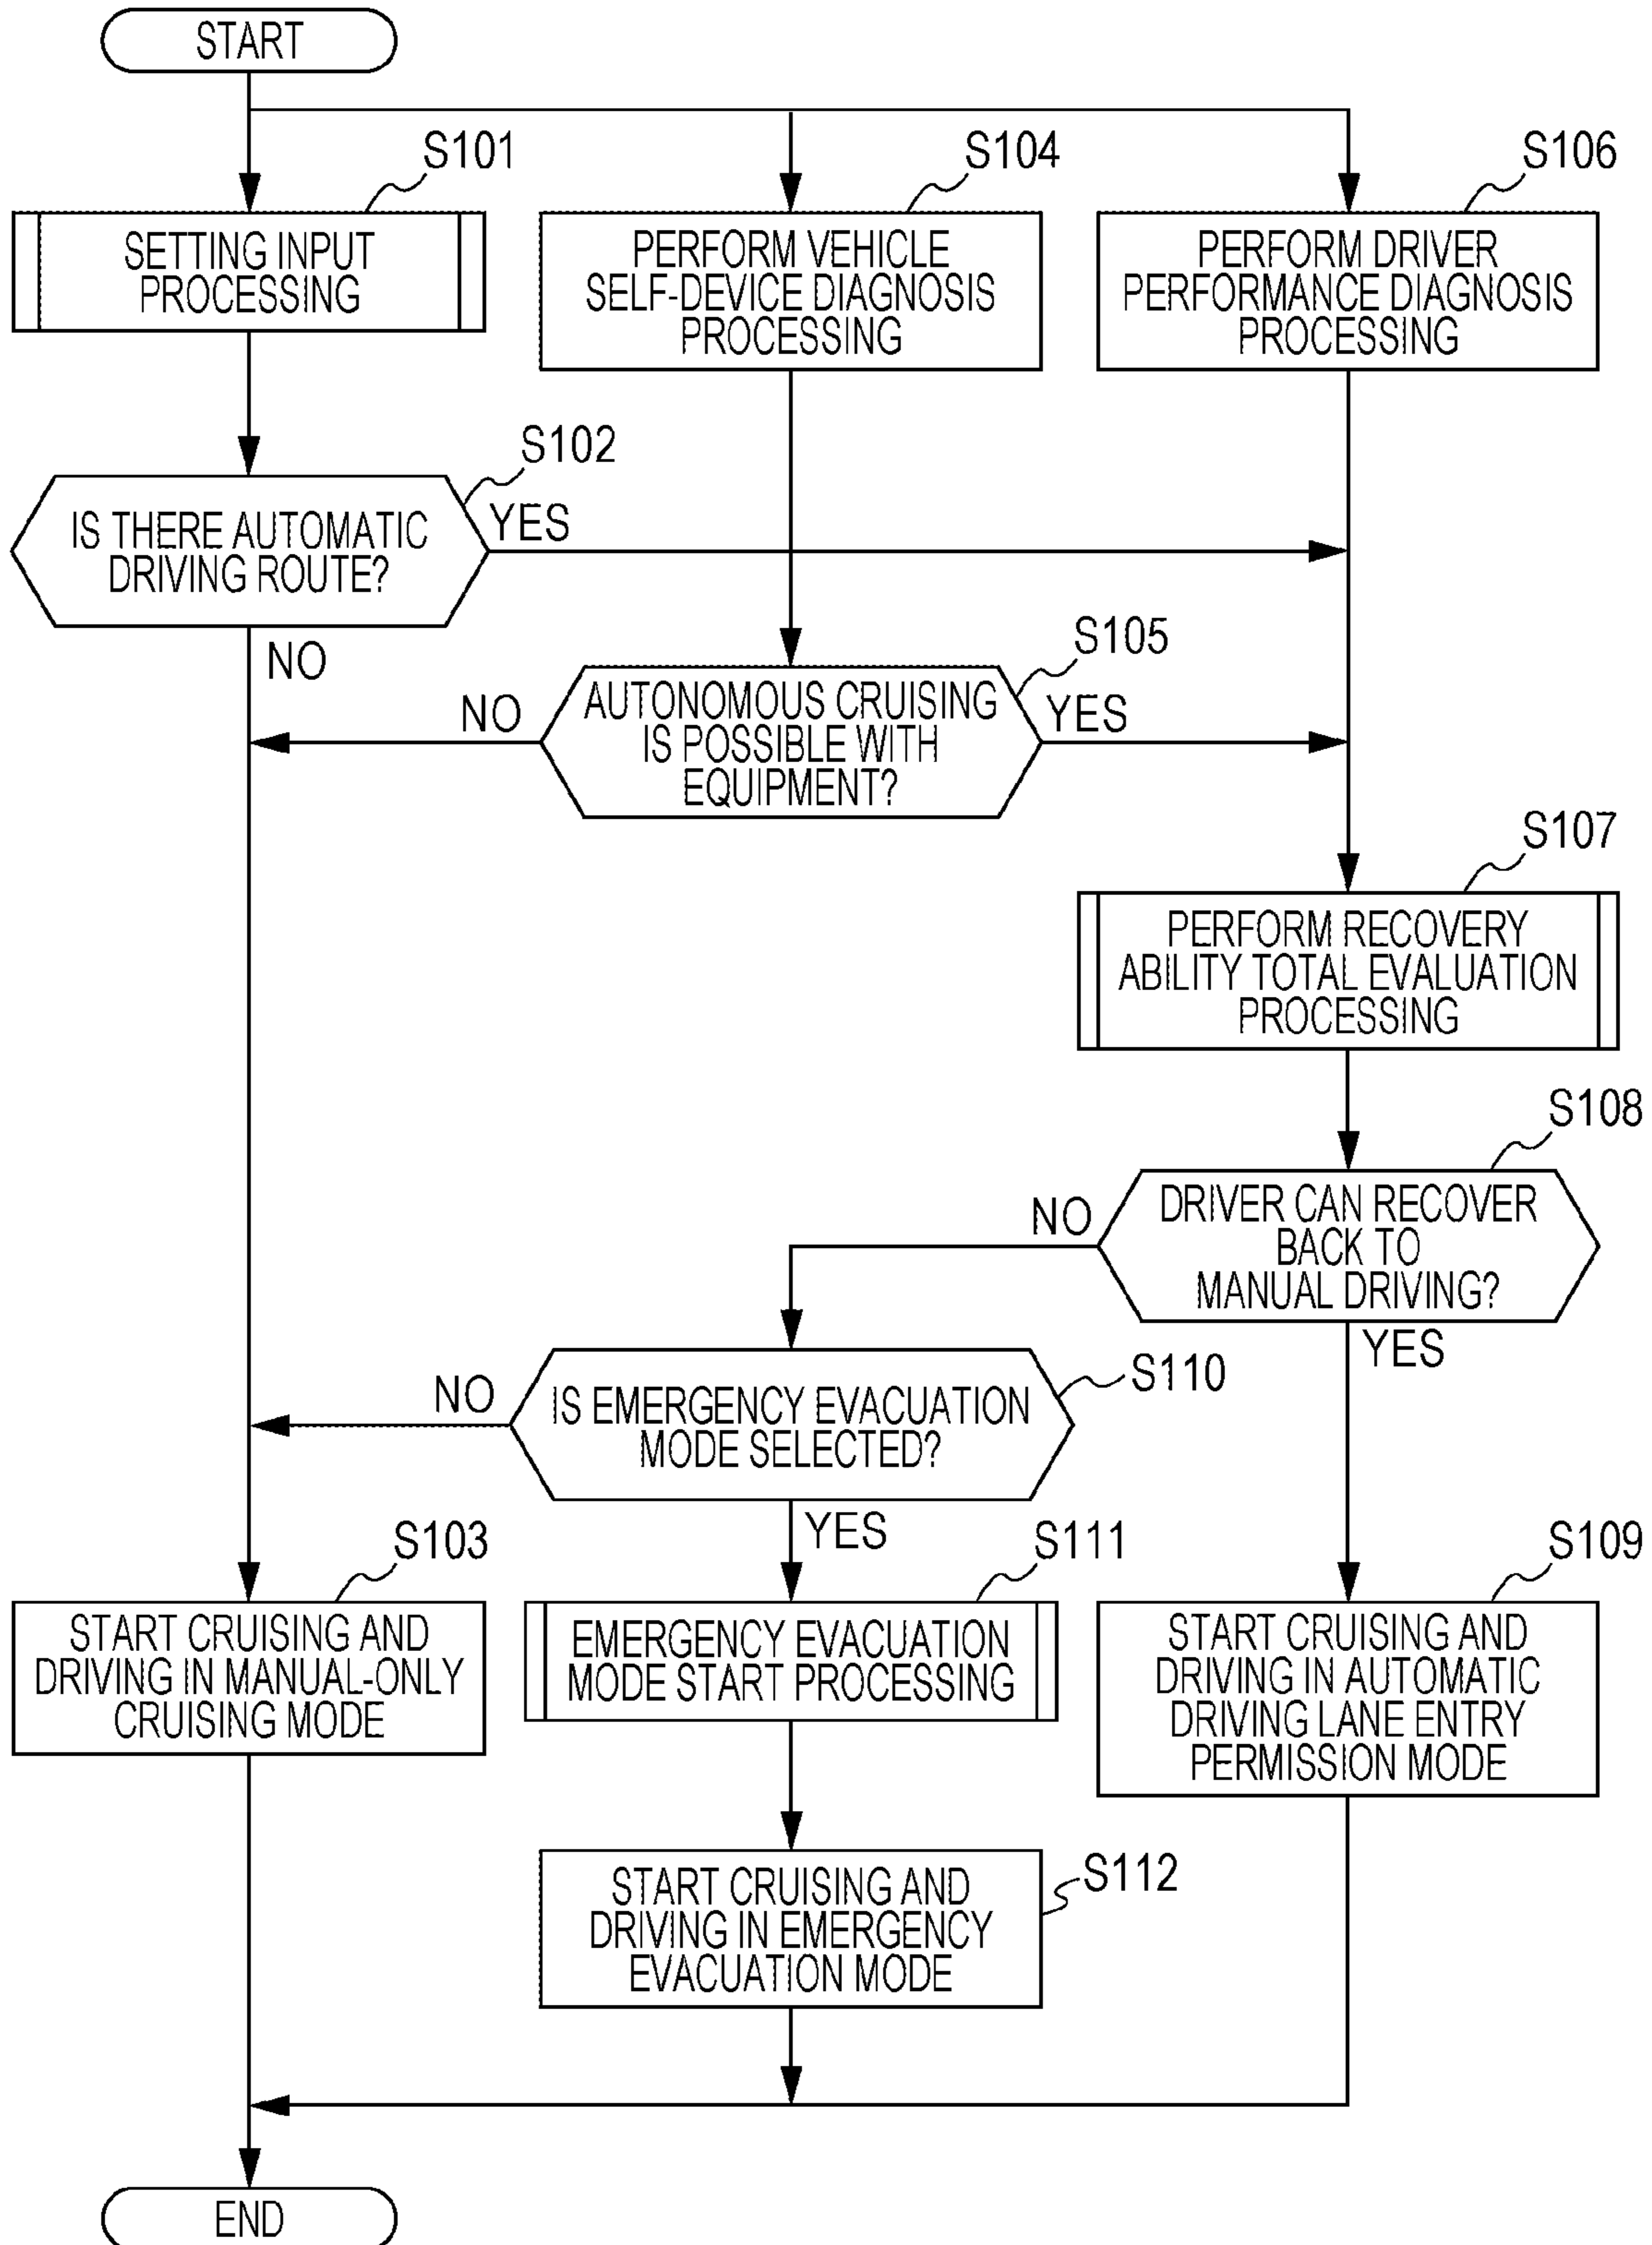 START
S101
S104
S106
SETTING INPUT
PROCESSING
PERFORM VEHICLE
SELF-DEVICE DIAGNOSIS
PROCESSING
PERFORM DRIVER
PERFORMANCE DIAGNOSIS
PROCESSING
S102
IS THERE AUTOMATIC
DRIVING ROUTE?
YES
NO
S105
AUTONOMOUS CRUISING
IS POSSIBLE WITH
EQUIPMENT?
NO
YES
S107
PERFORM RECOVERY
ABILITY TOTAL EVALUATION
PROCESSING
S108
DRIVER CAN RECOVER
BACK TO
MANUAL DRIVING?
NO
YES
S110
IS EMERGENCY EVACUATION
MODE SELECTED?
NO
YES
S103
START CRUISING AND
DRIVING IN MANUAL-ONLY
CRUISING MODE
S111
EMERGENCY EVACUATION
MODE START PROCESSING
S109
START CRUISING AND
DRIVING IN AUTOMATIC
DRIVING LANE ENTRY
PERMISSION MODE
S112
START CRUISING AND
DRIVING IN EMERGENCY
EVACUATION MODE
END